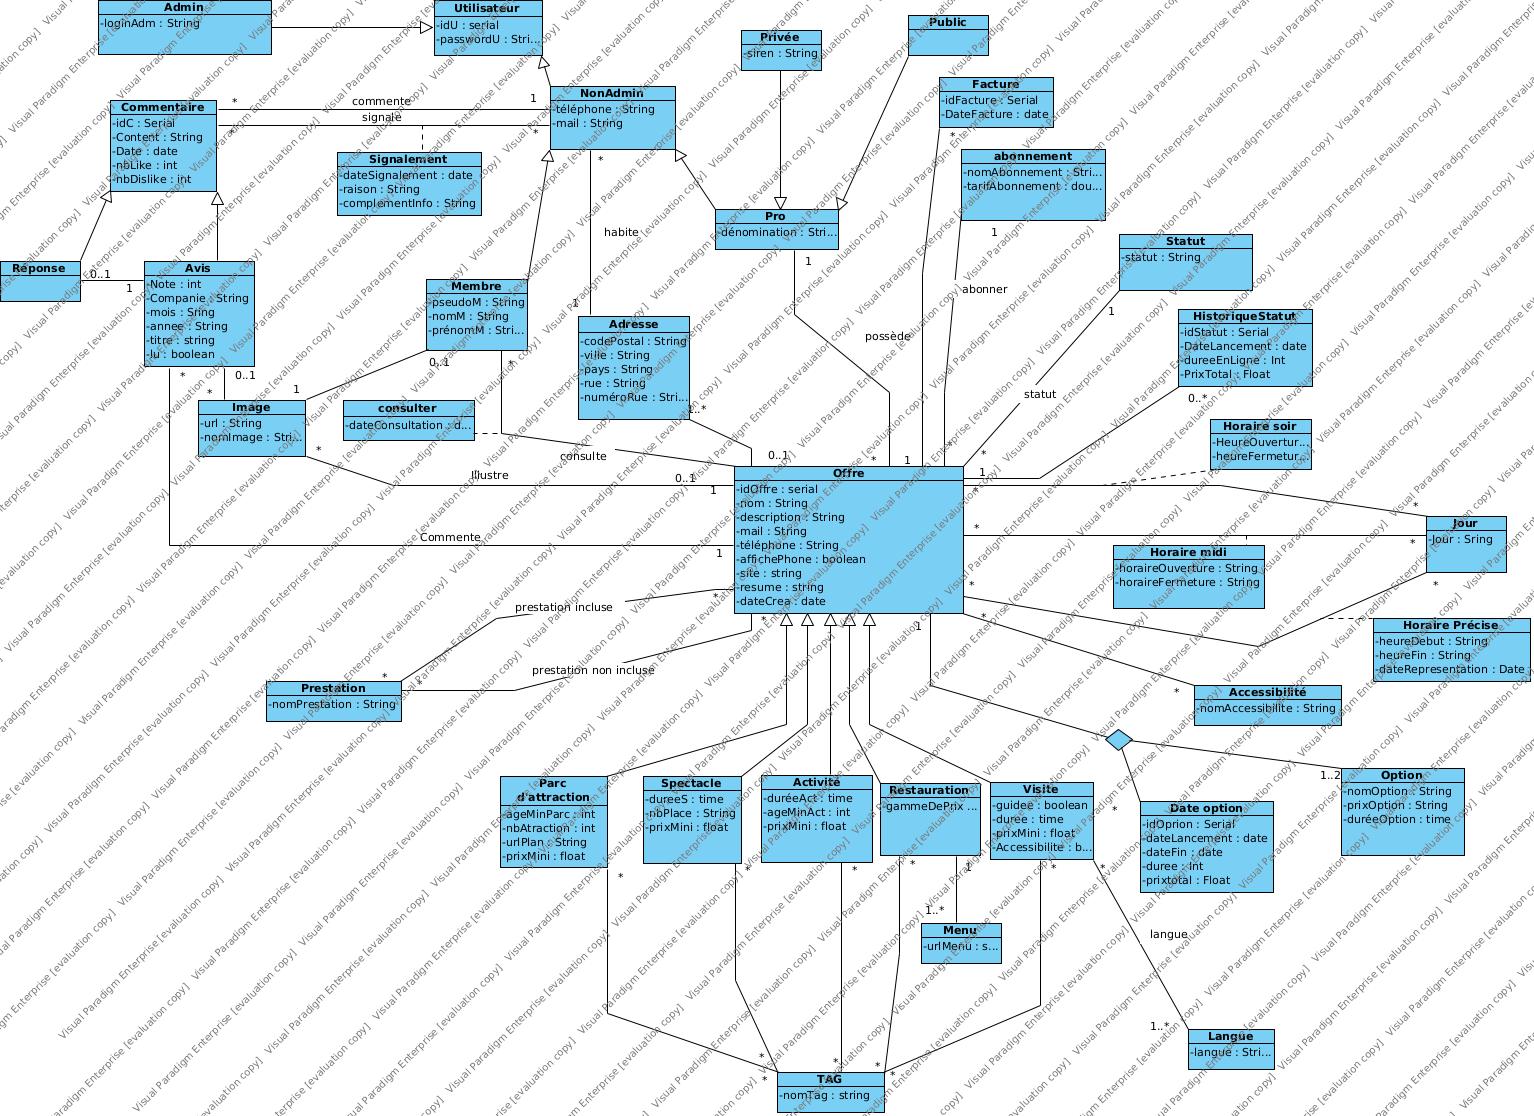 Admin
-loginAdm : String
Utilisateur
-idU : serial
-passwordU : Stri...
Privée
-siren : String
Public
NonAdmin
-téléphone : String
-mail : String
Facture
-idFacture : Serial
-DateFacture : date
*
commente
1
signale
*
*
Commentaire
-idC : Serial
-Content : String
-Date : date
-nbLike : int
-nbDislike : int
Signalement
-dateSignalement : date
-raison : String
-complementInfo : String
*
*
abonnement
-nomAbonnement : Stri...
-tarifAbonnement : dou...
1
Pro
-dénomination : Stri...
1
habite
1
Statut
-statut : String
1
Réponse
0..1
1
Avis
-Note : int
-Companie : String
-mois : Sring
-annee : String
-titre : string
-lu : boolean
*
*
0..1
Membre
-pseudoM : String
-nomM : String
-prénomM : Stri...
0..1
*
Adresse
-codePostal : String
-ville : String
-pays : String
-rue : String
-numéroRue : String
1..*
abonner
possède
statut
HistoriqueStatut
-idStatut : Serial
-DateLancement : date
-dureeEnLigne : Int
-PrixTotal : Float
0..*
1
Image
-url : String
-nomImage : Stri...
*
consulter
-dateConsultation : d...
consulte
Illustre
0..1
1
0..1
*
1
*
*
1
*
Horaire soir
-HeureOuvertur...
-heureFermetur...
Offre
-idOffre : serial
-nom : String
-description : String
-mail : String
-téléphone : String
-affichePhone : boolean
-site : string
-resume : string
-dateCrea : date
Commente
1
*
*
*
Jour
-Jour : Sring
*
*
*
Horaire midi
-horaireOuverture : String
-horaireFermeture : String
Horaire Précise
-heureDebut : String
-heureFin : String
-dateRepresentation : Date
prestation incluse
*
*
prestation non incluse
*
*
Prestation
-nomPrestation : String
1
*
Accessibilité
-nomAccessibilite : String
1..2
Option
-nomOption : String
-prixOption : String
-duréeOption : time
*
Date option
-idOprion : Serial
-dateLancement : date
-dateFin : date
-duree : Int
-prixtotal : Float
Parc
d'attraction
-ageMinParc : int
-nbAtraction : int
-urlPlan : String
-prixMini : float
*
Spectacle
-dureeS : time
-nbPlace : String
-prixMini : float
*
Activité
-duréeAct : time
-ageMinAct : int
-prixMini : float
*
Restauration
-gammeDePrix ...
*
1
Visite
-guidee : boolean
-duree : time
-prixMini : float
-Accessibilite : b...
*
*
1..*
Menu
-urlMenu : s...
langue
1..*
Langue
-langue : Stri...
*
*
*
*
*
TAG
-nomTag : string
Visual Paradigm Enterprise [evaluation copy]